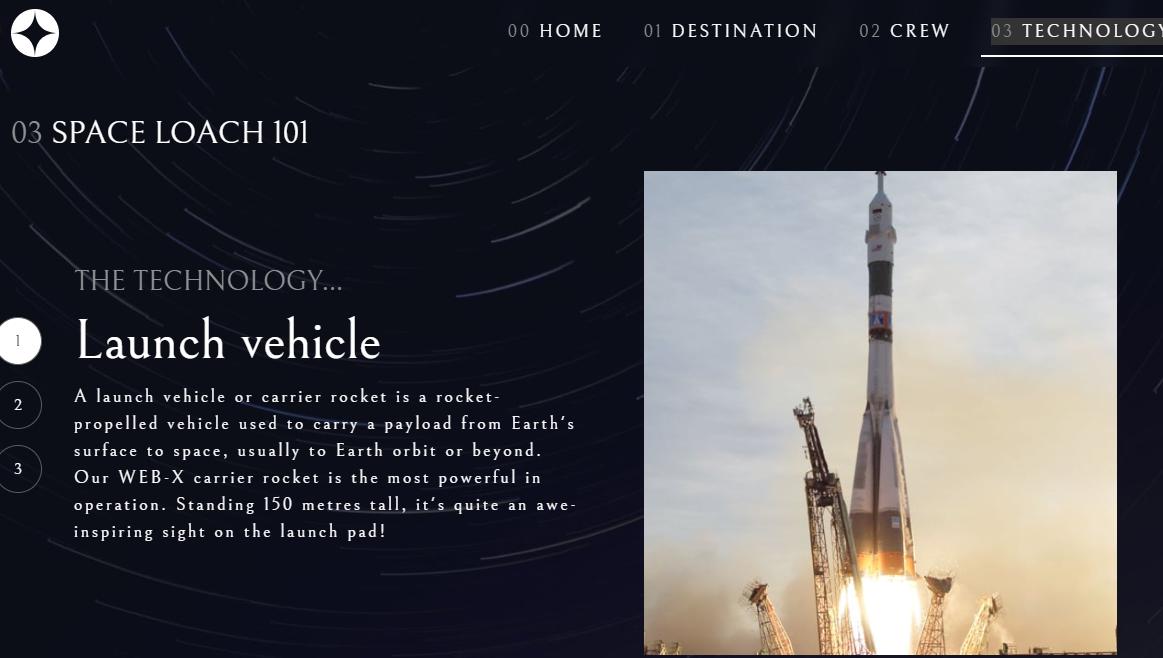 00 HOME 01 DESTINATION 02 CREW 03 TECHNOLOGY
03 SPACE LOACH 101
THE TECHNOLOGY...
1
Launch vehicle
2
3
A launch vehicle or carrier rocket is a rocket-
propelled vehicle used to carry a payload from Earth's
surface to space, usually to Earth orbit or beyond.
Our WEB-X carrier rocket is the most powerful in
operation. Standing 150 metres tall, it's quite an awe-
inspiring sight on the launch pad!